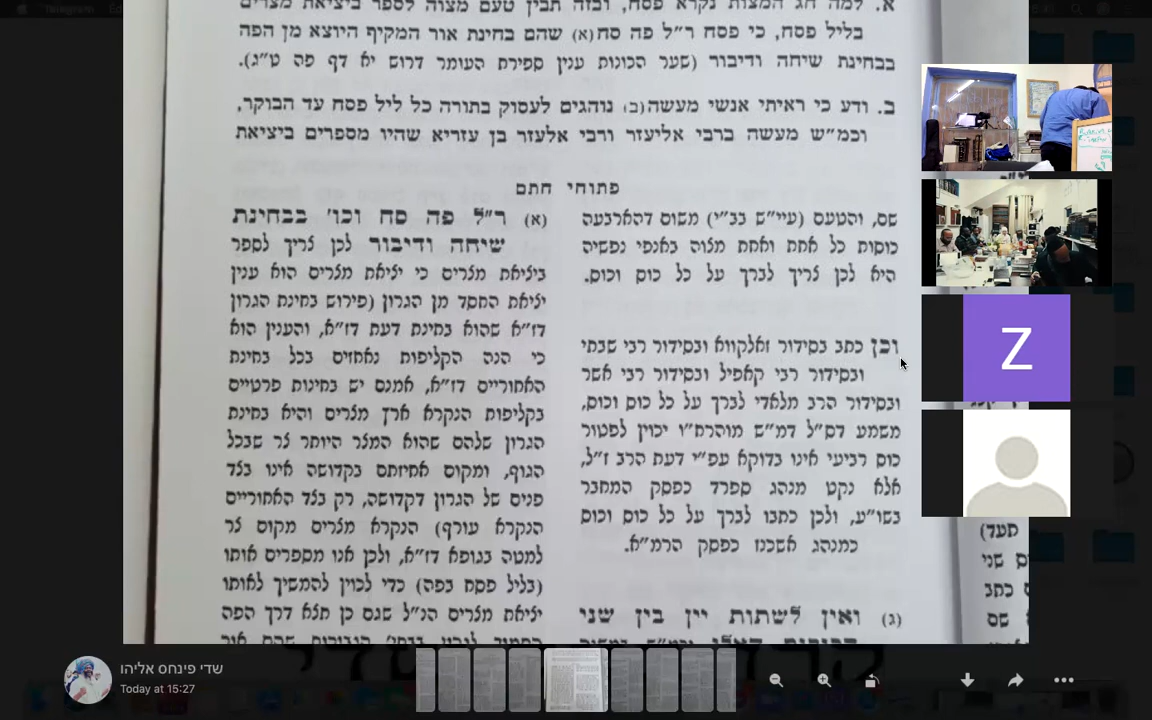 א. למה חג המצות נקרא פסח, ובזה תבין טעם מצוה לספר ביציאת מצרים
בליל פסח, כי פסח ר״ל פה סח(א) שהם בחינת אור המקיף היוצא מן הפה
בבחינת שיחה ודיבור (שער הכונות ענין ספירת העומר דרוש יא דף פה ט״ג).
ב. ודע כי ראיתי אנשי מעשה(ב) נוהגים לעסוק בתורה כל ליל פסח עד הבוקר,
וכמ״ש מעשה ברבי אליעזר ורבי אלעזר בן עזריא שהיו מספרים ביציאת
פתוחי חתם
שם, והטעם (עיי״ש בב״י) משום דהארבעה
כוסות כל אחת ואחת מצוה באנפי נפשיה
היא לכן צריך לברך על כל כוס וכוס.
וכן כתב בסידור זאלקווא ובסידור רבי שבתי
ובסידור רבי קאפיל ובסידור רבי אשר
ובסידור הרב מלאדי לברך על כל כוס וכוס,
משמע דס״ל דמ״ש מוהרח״ו יכוין לפטור
כוס רביעי אינו בדוקא עפ״י דעת הרב ז״ל,
אלא נקט מנהג ספרד כפסק המחבר
בשו״ע, ולכן כתבו לברך על כל כוס וכוס
כמנהג אשכנז כפסק הרמ״א.
(ג) ואין לשתות יין בין שני
(א) ר״ל פה סח וכו׳ בבחינת
שיחה ודיבור לכן צריך לספר
ביציאת מצרים כי יציאת מצרים הוא ענין
יציאת החסד מן הגרון (פירוש בחינת הגרון
דז״א שהוא בחינת דעת דז״א, והענין הוא
כי הנה הקליפות נאחזים בכל בחינת
האחוריים דז״א, אמנם יש בחינות פרטיים
בקליפות הנקרא ארץ מצרים והיא בחינת
הגרון שלהם שהוא המצר היותר צר שבכל
הגוף, ומקום אחיזתם בקדושה אינו בצד
פנים של הגרון דקדושה, רק בצד האחוריים
הנקרא עורף) הנקרא מצרים מקום צר
למטה בגופא דז״א, ולכן אנו מספרים אותו
(בליל פסח בפה) כדי לכוין להמשיך לאותו
יציאת מצרים הנ״ל שגם כן תצא דרך הפה
תעד)
ם שני
כתב
שם
Z
שדי פינחס אליהו
Today at 15:27